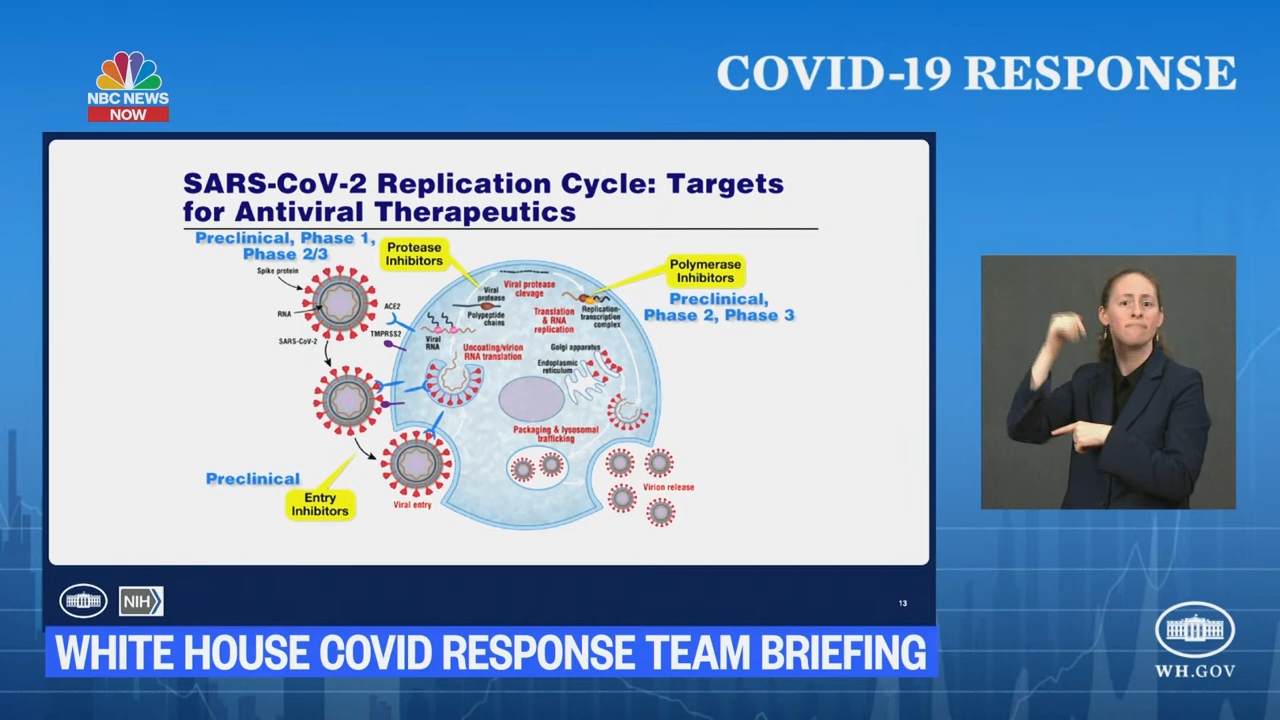 NBC NEWS
NOW
COVID-19 RESPONSE
SARS-CoV-2 Replication Cycle: Targets
for Antiviral Therapeutics
Preclinical, Phase 1,
Phase 2/3
Protease
Inhibitors
Polymerase
Inhibitors
Preclinical,
Phase 2, Phase 3
Spike protein
RNA
SARS-CoV-2
ACE2
TMPRSS2
Viral
RNA
Viral
protease
Polypeptide
chains
Viral protease
cleavage
Translation
& RNA
replication
Replication-
transcription
complex
Uncoating/virion
RNA translation
Golgi apparatus
Endoplasmic
reticulum
Packaging & lysosomal
trafficking
Virion release
Preclinical
Entry
Inhibitors
Viral entry
NIH
13
WHITE HOUSE COVID RESPONSE TEAM BRIEFING
WH.GOV